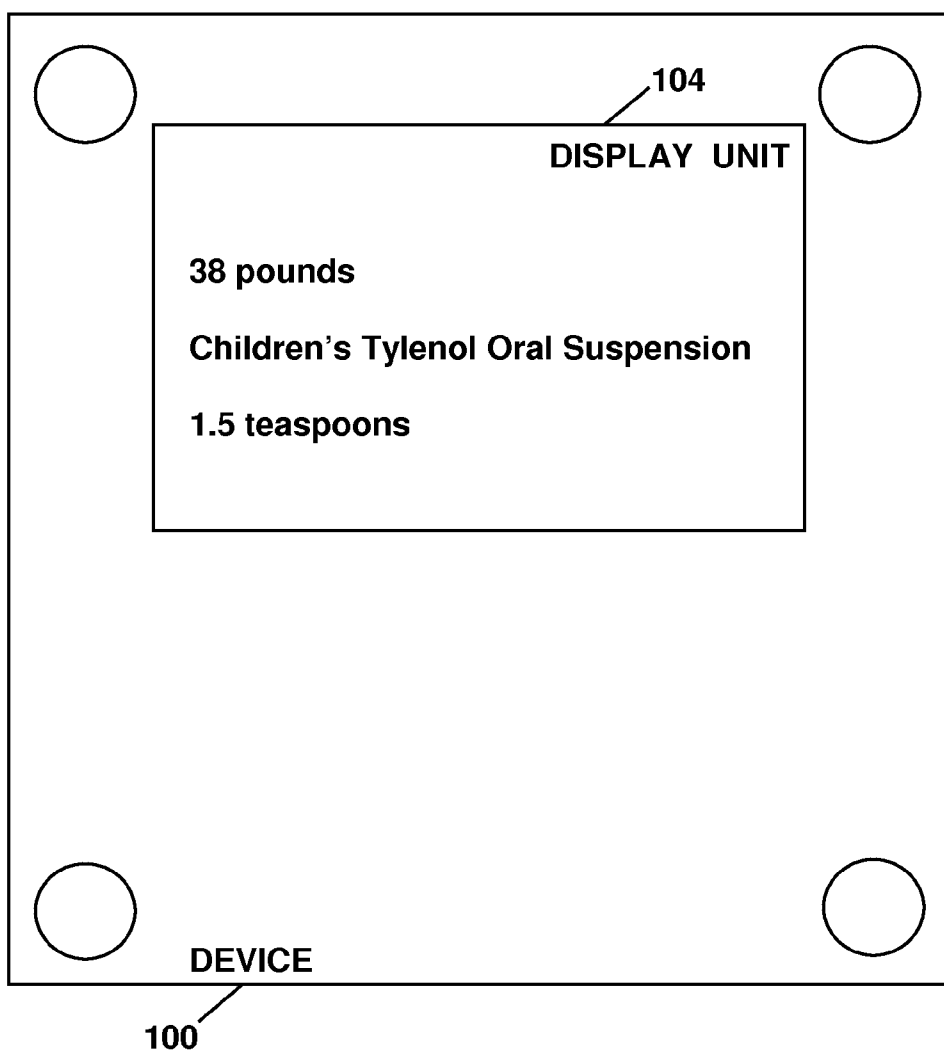 104
DISPLAY UNIT
38 pounds
Children's Tylenol Oral Suspension
1.5 teaspoons
DEVICE
100